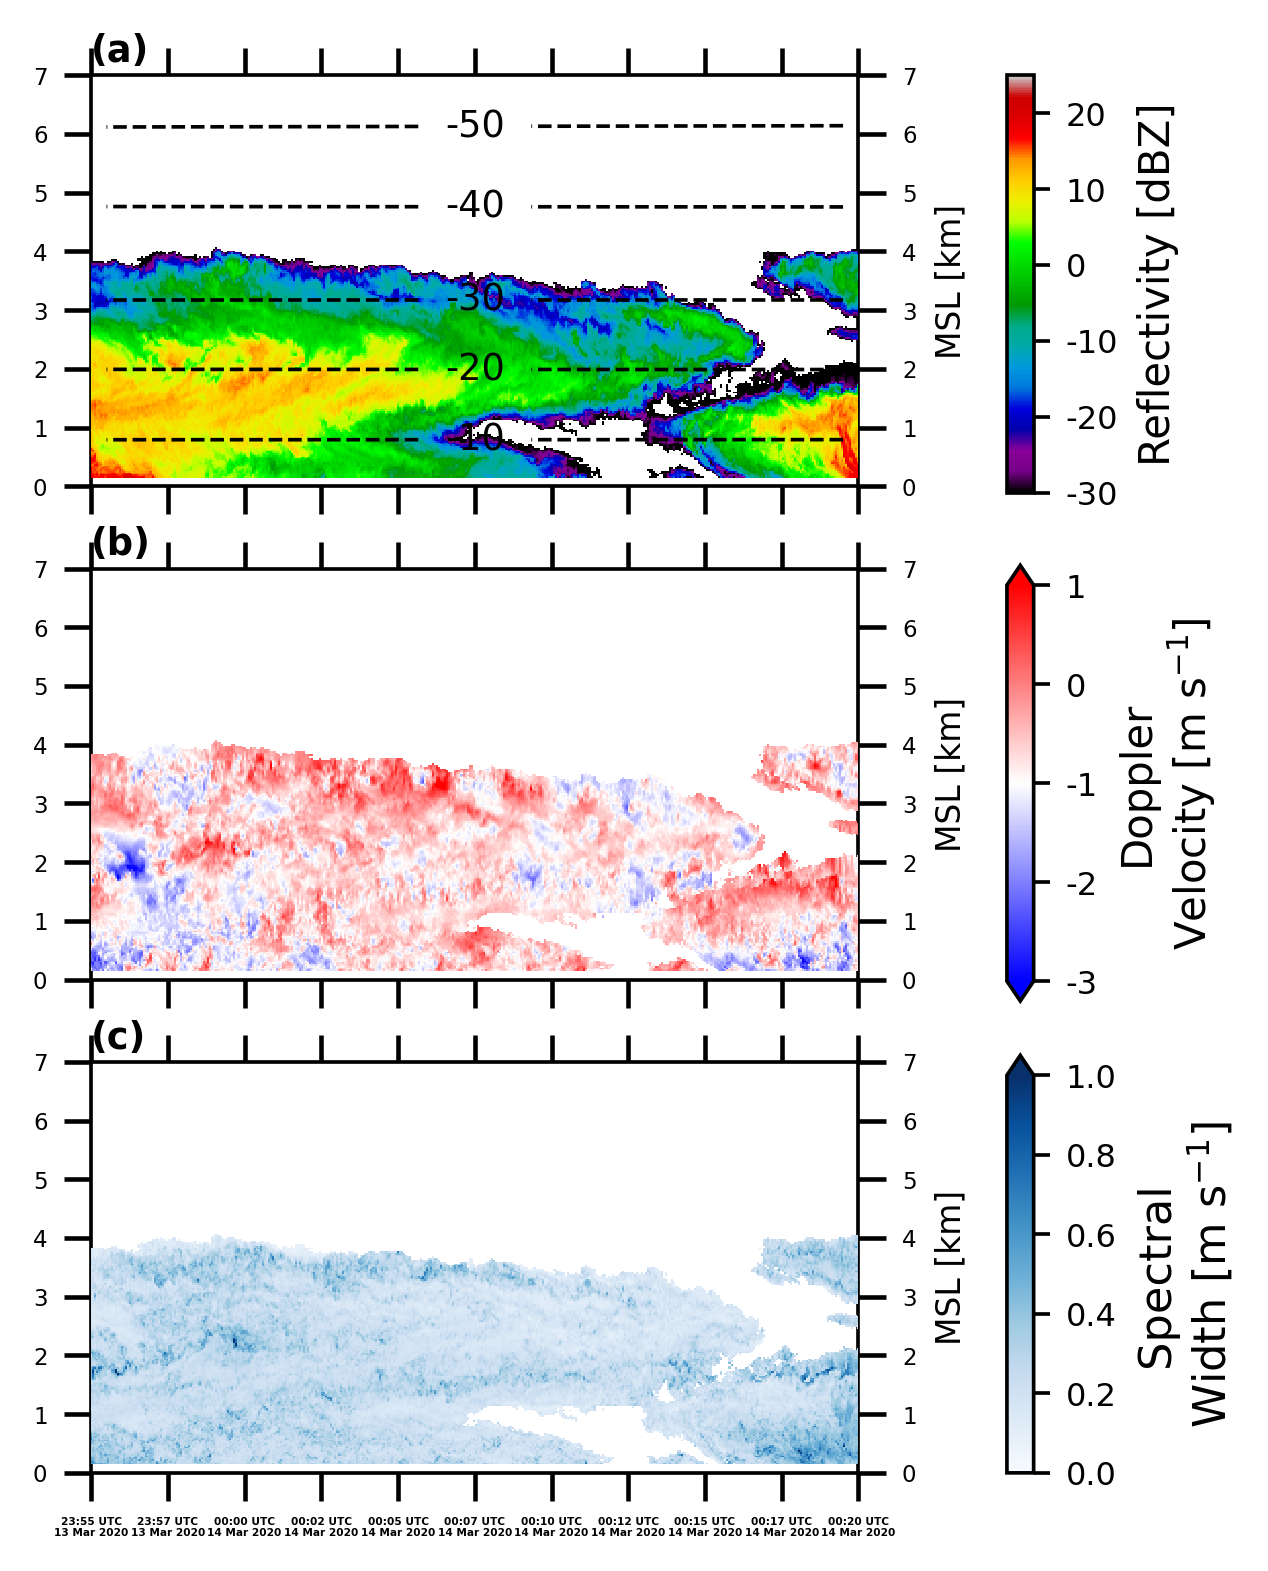 (a)
7
6
5
4
3
2
1
0
-50
-40
-30
-20
-10
7
6
5
4
3
2
1
0
MSL [km]
20
10
0
-10
-20
-30
Reflectivity [dBZ]
(b)
7
6
5
4
3
2
1
0
7
6
5
4
3
2
1
0
MSL [km]
1
0
-1
-2
-3
Doppler
Velocity [m s⁻¹]
(c)
7
6
5
4
3
2
1
0
7
6
5
4
3
2
1
0
MSL [km]
1.0
0.8
0.6
0.4
0.2
0.0
Spectral
Width [m s⁻¹]
23:55 UTC
13 Mar 2020
23:57 UTC
13 Mar 2020
00:00 UTC
14 Mar 2020
00:02 UTC
14 Mar 2020
00:05 UTC
14 Mar 2020
00:07 UTC
14 Mar 2020
00:10 UTC
14 Mar 2020
00:12 UTC
14 Mar 2020
00:15 UTC
14 Mar 2020
00:17 UTC
14 Mar 2020
00:20 UTC
14 Mar 2020